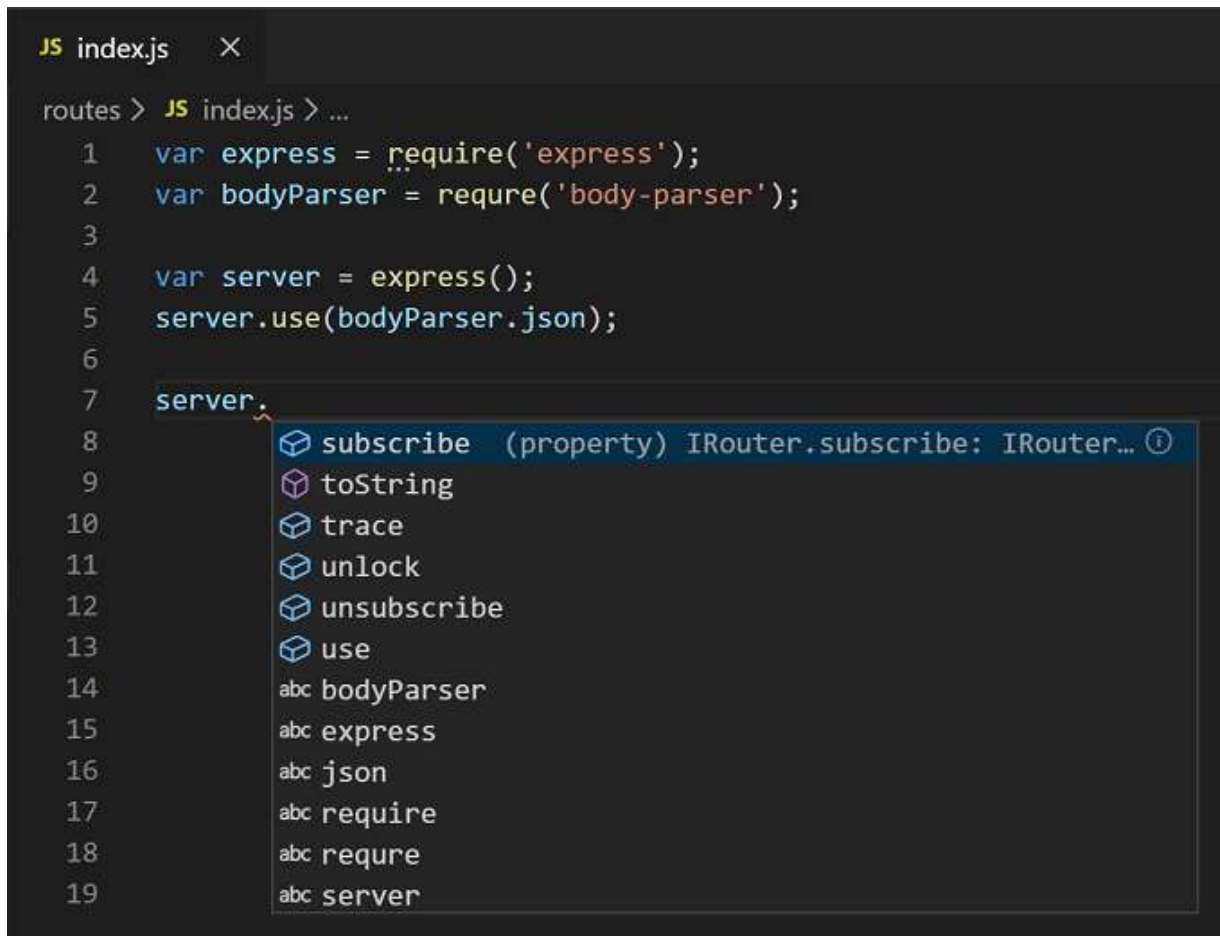 JS index.js ×
routes > JS index.js > ...
1 var express = require('express');
2 var bodyParser = requre('body-parser');
3
4 var server = express();
5 server.use(bodyParser.json);
6
7 server.
8 subscribe (property) IRouter.subscribe: IRouter…
9 toString
10 trace
11 unlock
12 unsubscribe
13 use
14 abc bodyParser
15 abc express
16 abc json
17 abc require
18 abc requre
19 abc server